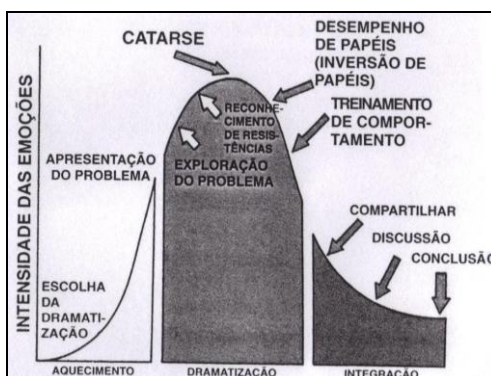 INTENSIDADE DAS EMOÇÕES
ESCOLHA
DA
DRAMATI-
ZAÇÃO
APRESENTAÇÃO
DO PROBLEMA
CATARSE
RECONHE-
CIMENTO
DE RESIS-
TÊNCIAS
EXPLORAÇÃO
DO PROBLEMA
DESEMPENHO
DE PAPÉIS
(INVERSÃO DE
PAPÉIS)
TREINAMENTO
DE COMPOR-
TAMENTO
COMPARTILHAR
DISCUSSÃO
CONCLUSÃO
AQUECIMENTO
DRAMATIZAÇÃO
INTEGRAÇÃO